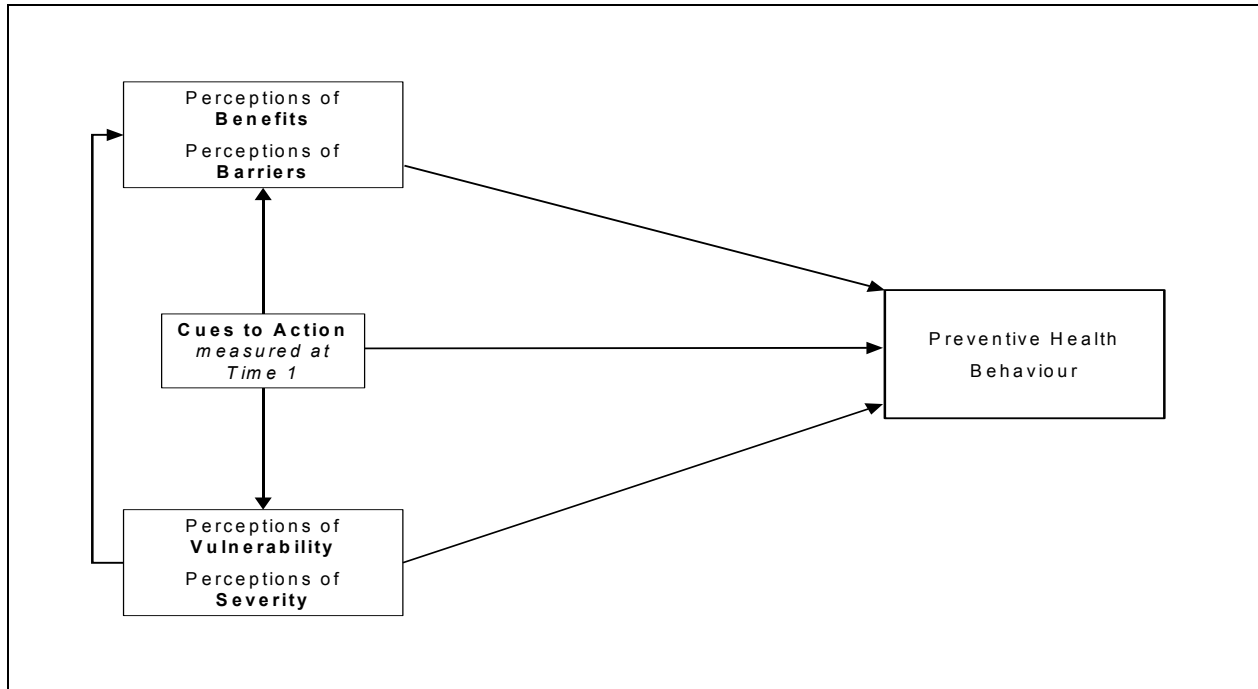 Perceptions of
Benefits
Perceptions of
Barriers
Cues to Action
measured at
Time 1
Preventive Health
Behaviour
Perceptions of
Vulnerability
Perceptions of
Severity